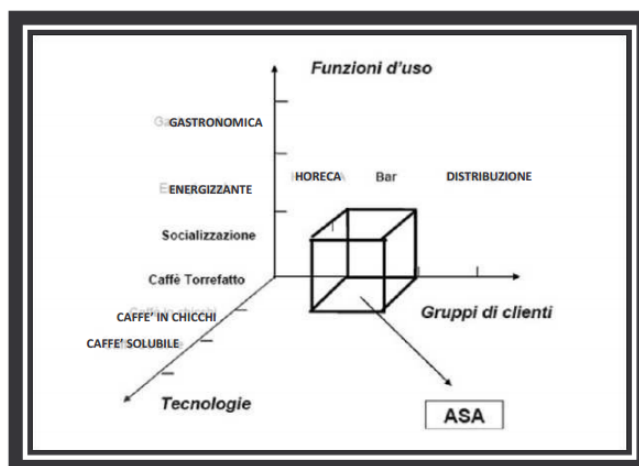 Funzioni d'uso
GASTRONOMICA
HORECA Bar DISTRIBUZIONE
ENERGIZZANTE
Socializzazione
Caffè Torrefatto
CAFFE' IN CHICCHI
Gruppi di clienti
CAFFE' SOLUBILE
Tecnologie
ASA